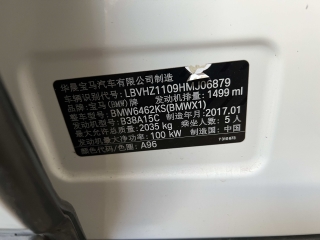 华晨宝马汽车有限公司制造
车辆识别代号:LBVHZ1109HMJ06879
品牌:宝马(BMW)牌 发动机排量:1499 ml
整车型号:BMW6462KS(BMWX1)
发动机型号:B38A15C 制造年月:2017.01
最大允许总质量:2035 kg 乘坐人数:5 人
发动机最大净功率:100 kW 制造国:中国
颜色代码/颜色:A96